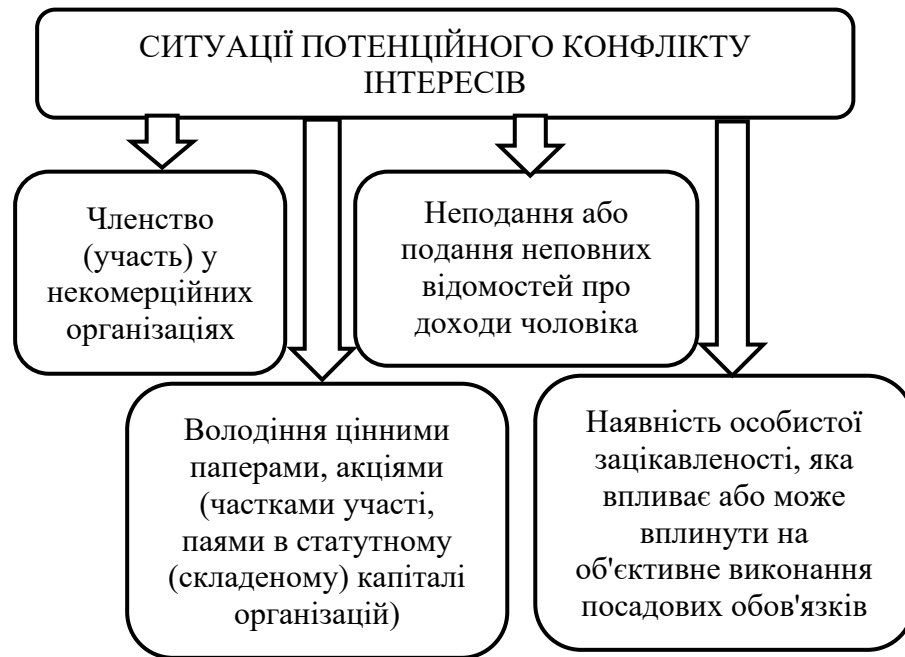 СИТУАЦІЇ ПОТЕНЦІЙНОГО КОНФЛІКТУ
ІНТЕРЕСІВ
Членство
(участь) у
некомерційних
організаціях
Неподання або
подання неповних
відомостей про
доходи чоловіка
Володіння цінними
паперами, акціями
(частками участі,
паями в статутному
(складеному) капіталі
організацій)
Наявність особистої
зацікавленості, яка
впливає або може
вплинути на
об'єктивне виконання
посадових обов'язків